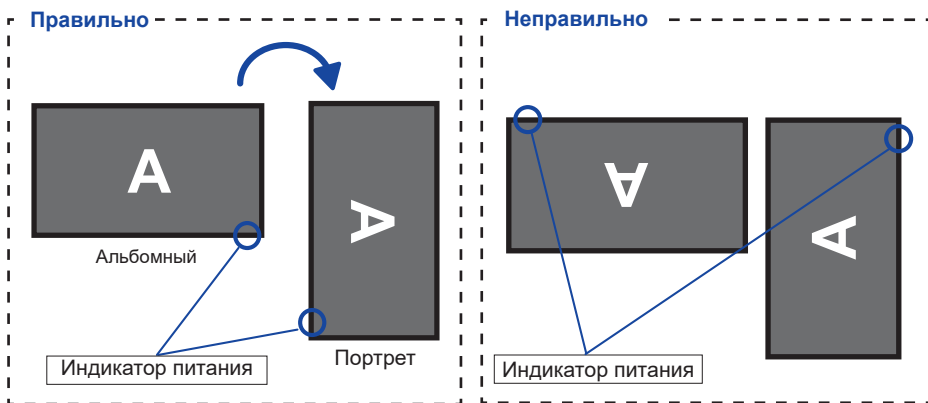 Правильно
Неправильно
A
A
Альбомный
Индикатор питания
Портрет
A
A
Индикатор питания